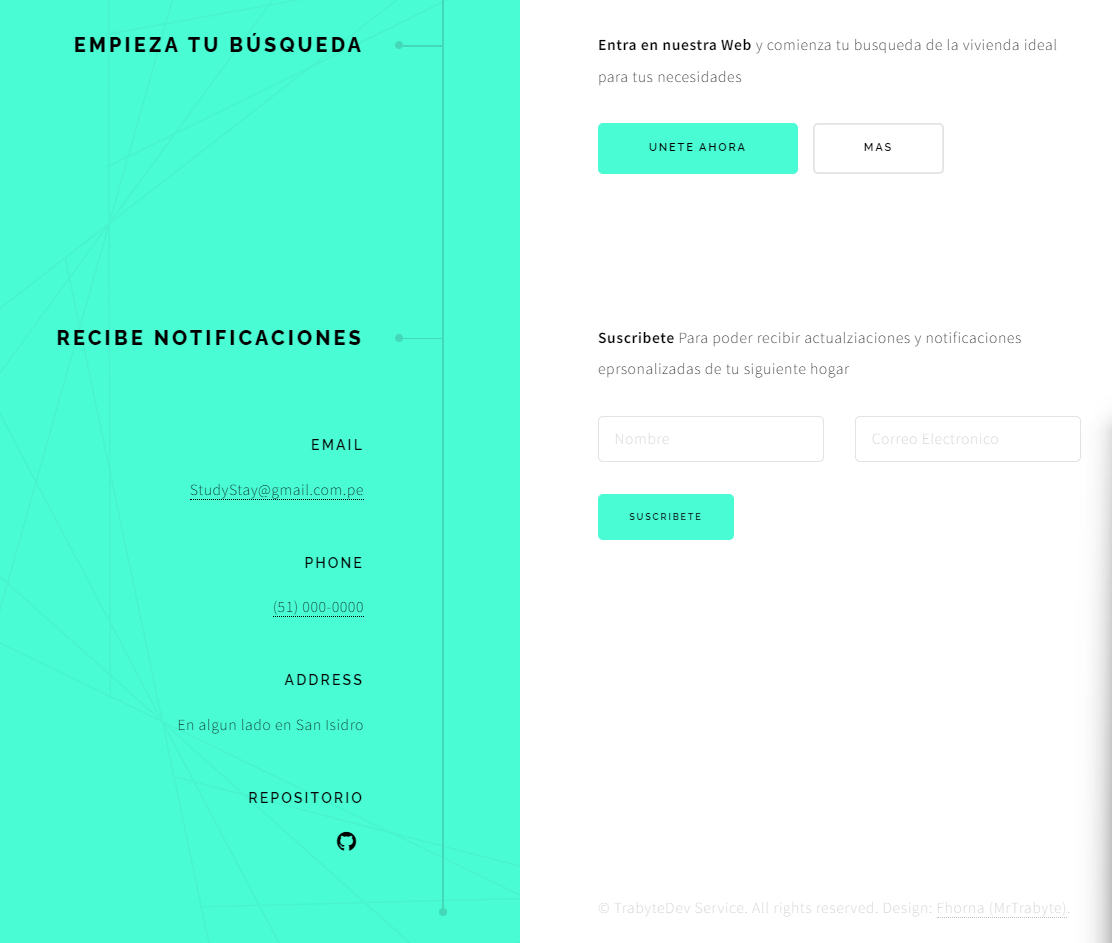 EMPIEZA TU BÚSQUEDA
Entra en nuestra Web y comienza tu busqueda de la vivienda ideal
para tus necesidades
UNETE AHORA
MAS
RECIBE NOTIFICACIONES
Suscribete Para poder recibir actualziaciones y notificaciones
eprsonalizadas de tu siguiente hogar
Nombre
Correo Electronico
SUSCRIBETE
EMAIL
StudyStay@gmail.com.pe
PHONE
(51) 000-0000
ADDRESS
En algun lado en San Isidro
REPOSITORIO
© TrabyteDev Service. All rights reserved. Design: Fhorna (MrTrabyte).